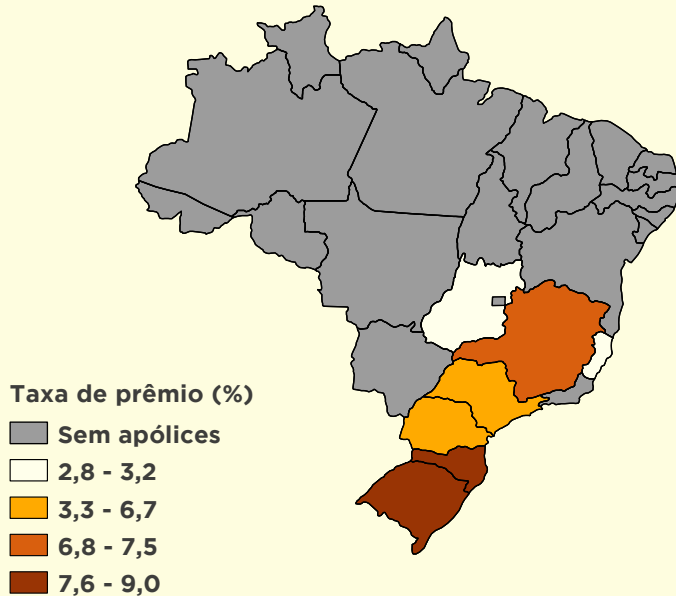 Taxa de prêmio (%)
Sem apólices
2,8 - 3,2
3,3 - 6,7
6,8 - 7,5
7,6 - 9,0